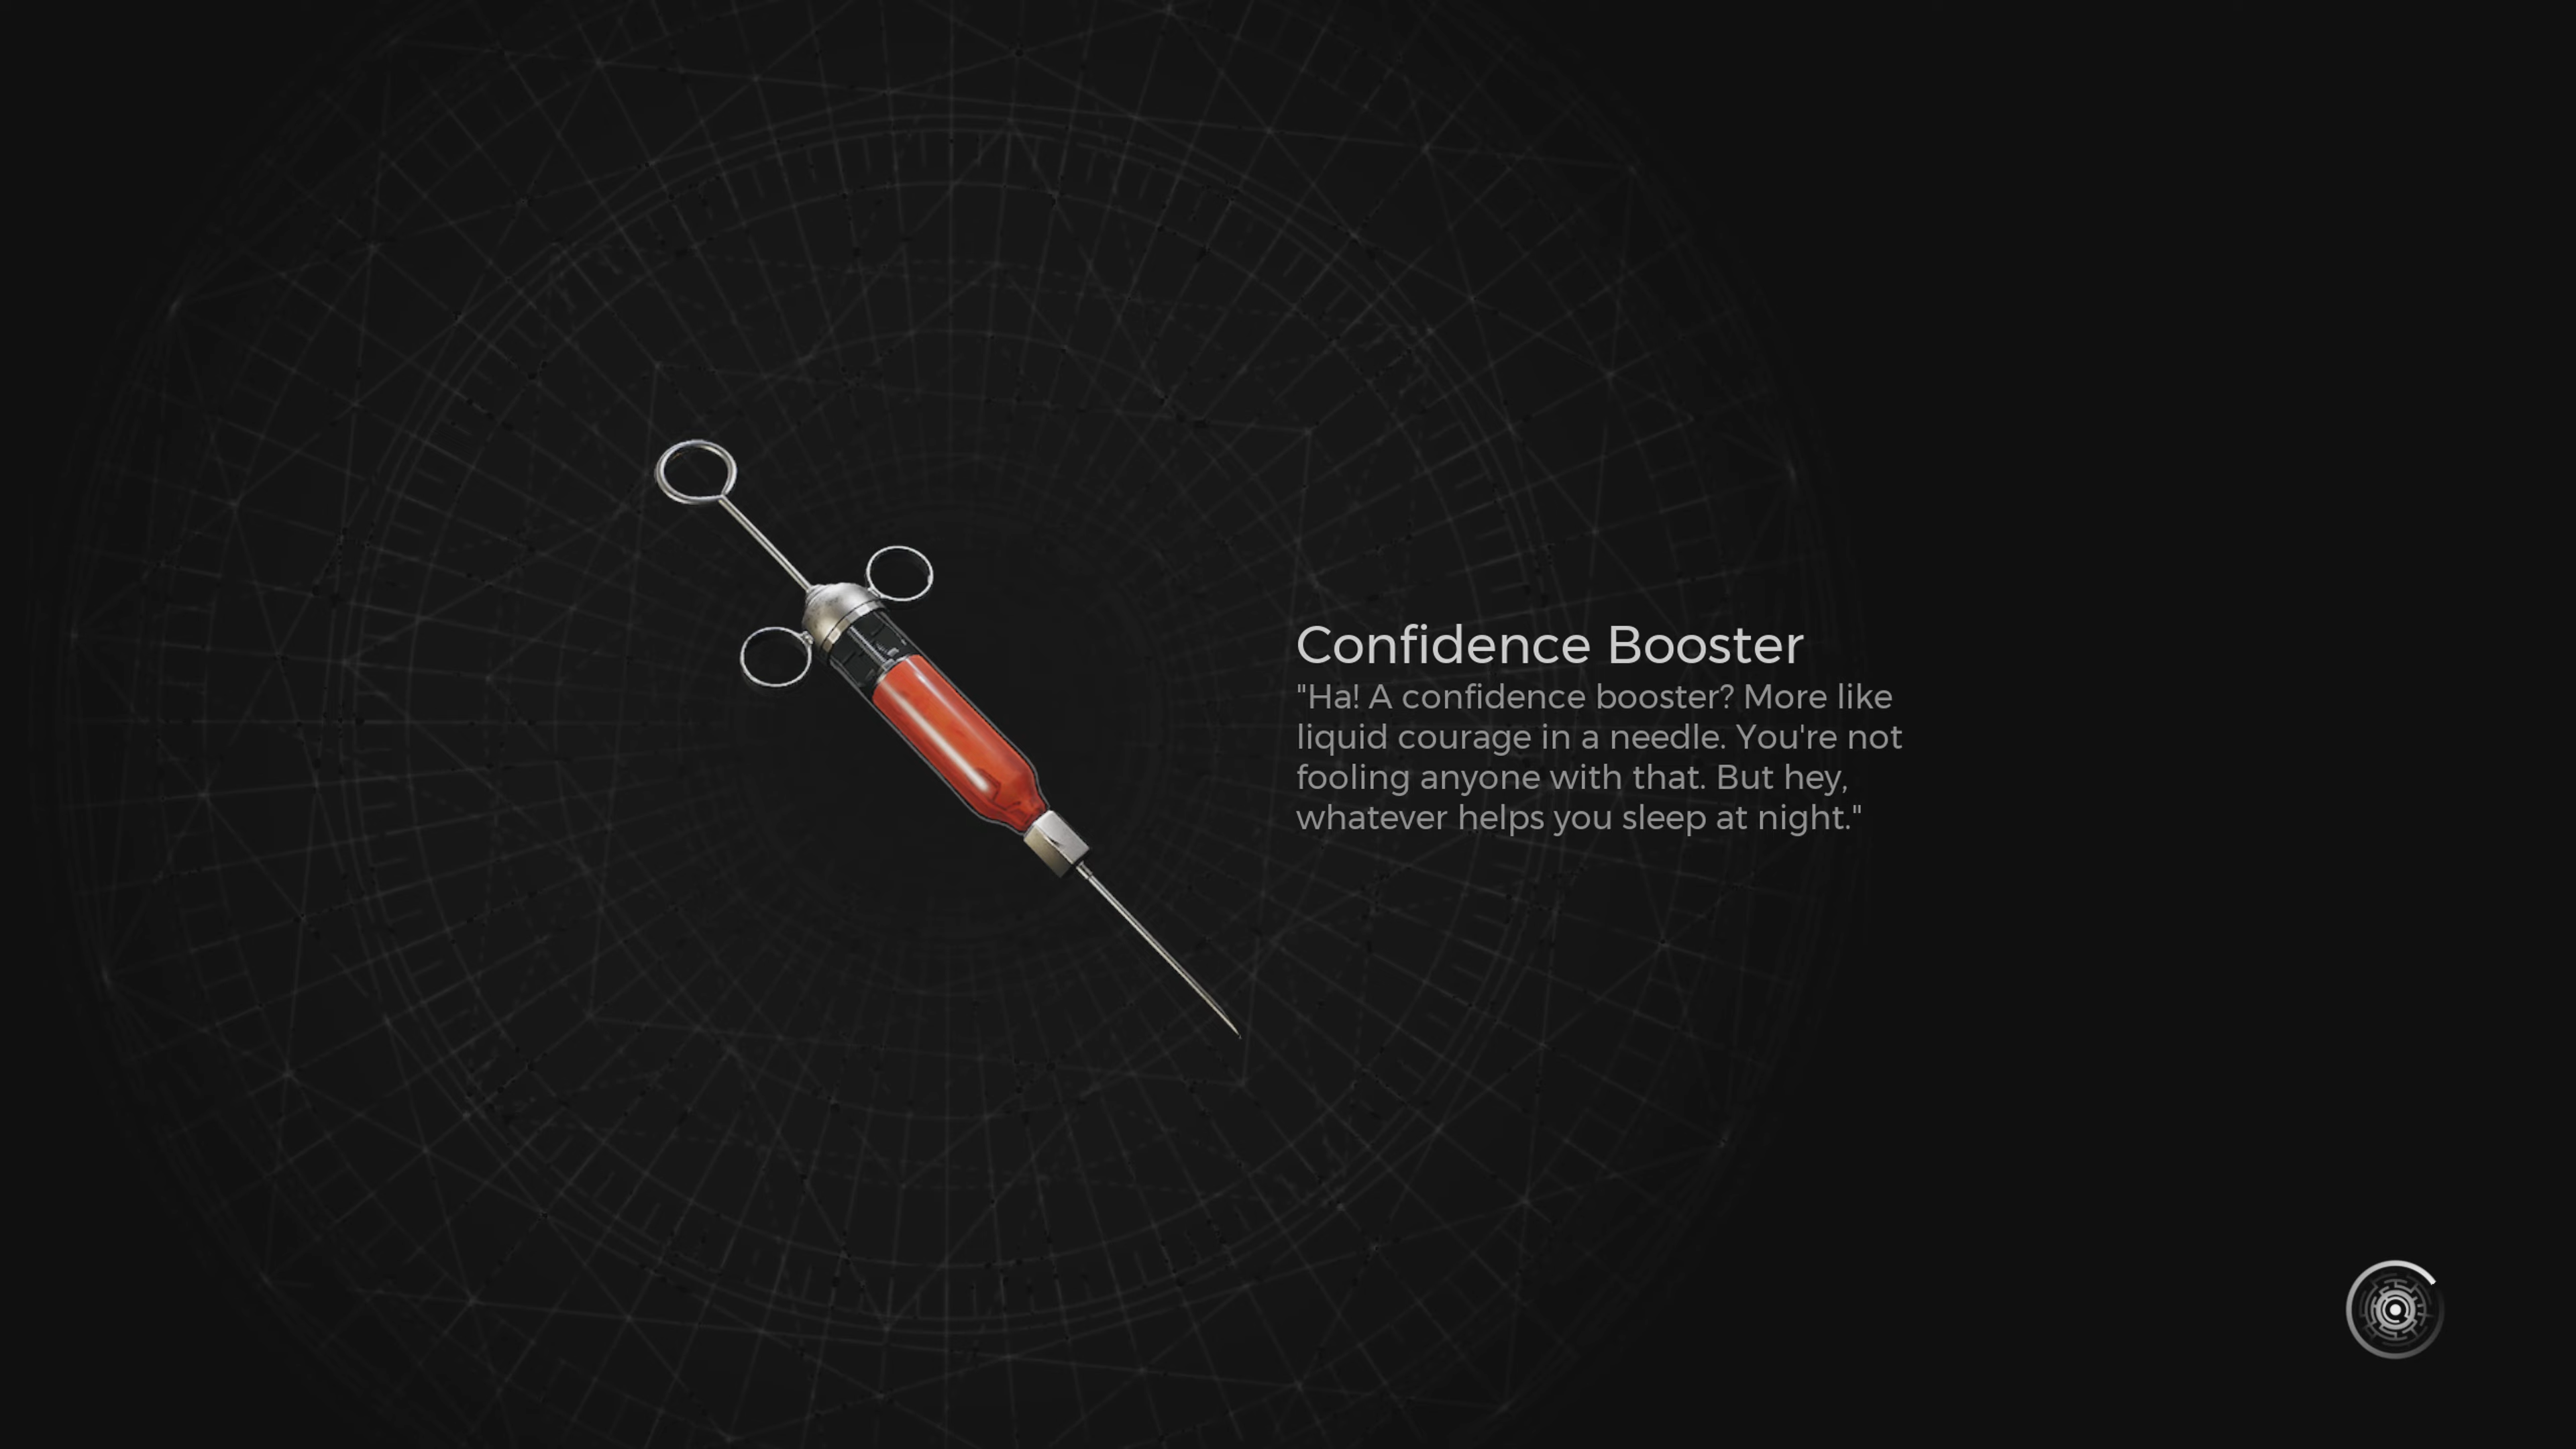 Confidence Booster
"Ha! A confidence booster? More like
liquid courage in a needle. You're not
fooling anyone with that. But hey,
whatever helps you sleep at night."